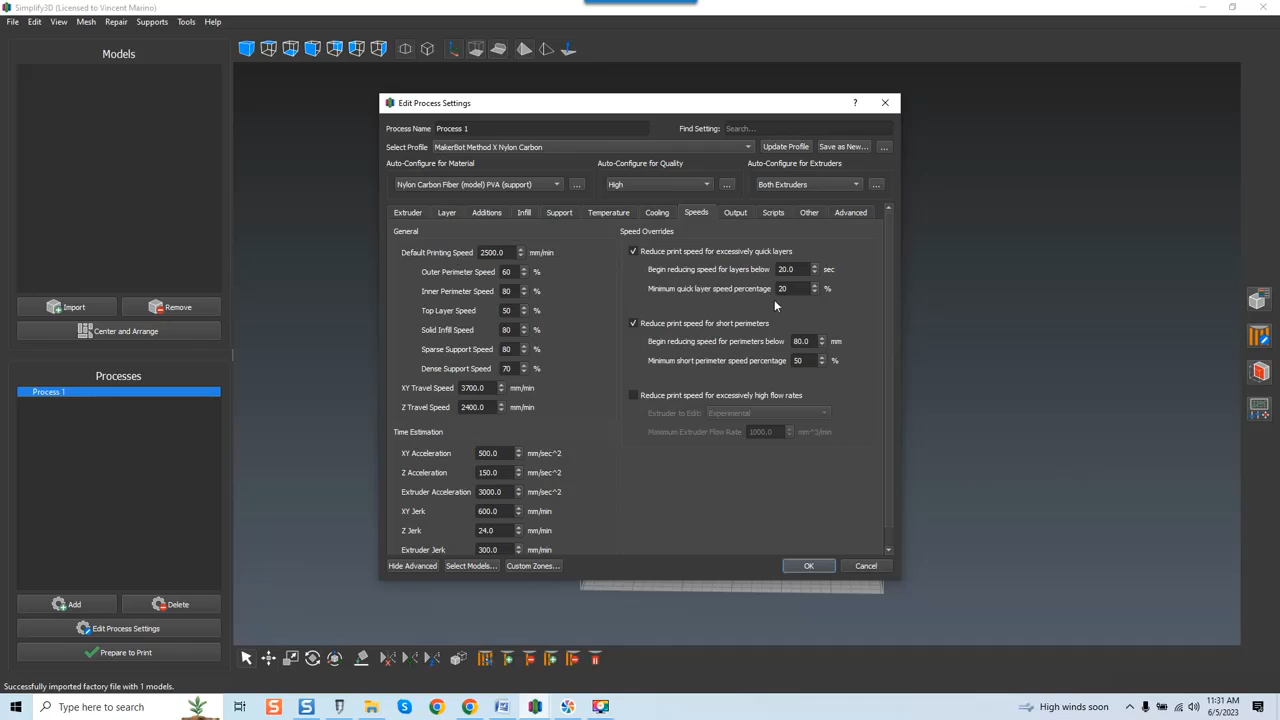 Simplify3D (Licensed to Vincent Marino)
File Edit View Mesh Repair Supports Tools Help
Models
Import
Remove
Center and Arrange
Processes
Process 1
Add
Delete
Edit Process Settings
Prepare to Print
Successfully imported factory file with 1 models.
Edit Process Settings
?
Process Name Process 1
Find Setting: Search...
Select Profile MakerBot Method X Nylon Carbon
Update Profile
Save as New...
...
Auto-Configure for Material
Auto-Configure for Quality
Auto-Configure for Extruders
Nylon Carbon Fiber (model) PVA (support)
...
High
...
Both Extruders
...
Extruder Layer Additions Infill Support Temperature Cooling Speeds Output Scripts Other Advanced
General
Default Printing Speed 2500.0 mm/min
Outer Perimeter Speed 60 %
Inner Perimeter Speed 80 %
Top Layer Speed 50 %
Solid Infill Speed 80 %
Sparse Support Speed 80 %
Dense Support Speed 70 %
XY Travel Speed 3700.0 mm/min
Z Travel Speed 2400.0 mm/min
Time Estimation
XY Acceleration 500.0 mm/sec^2
Z Acceleration 150.0 mm/sec^2
Extruder Acceleration 3000.0 mm/sec^2
XY Jerk 600.0 mm/min
Z Jerk 24.0 mm/min
Extruder Jerk 300.0 mm/min
Speed Overrides
Reduce print speed for excessively quick layers
Begin reducing speed for layers below 20.0 sec
Minimum quick layer speed percentage 20 %
Reduce print speed for short perimeters
Begin reducing speed for perimeters below 80.0 mm
Minimum short perimeter speed percentage 50 %
Reduce print speed for excessively high flow rates
Extruder to Edit: Experimental
Maximum Extruder Flow Rate 1000.0 mm^3/min
Hide Advanced
Select Models...
Custom Zones...
OK
Cancel
Type here to search
High winds soon
11:31 AM
6/5/2023